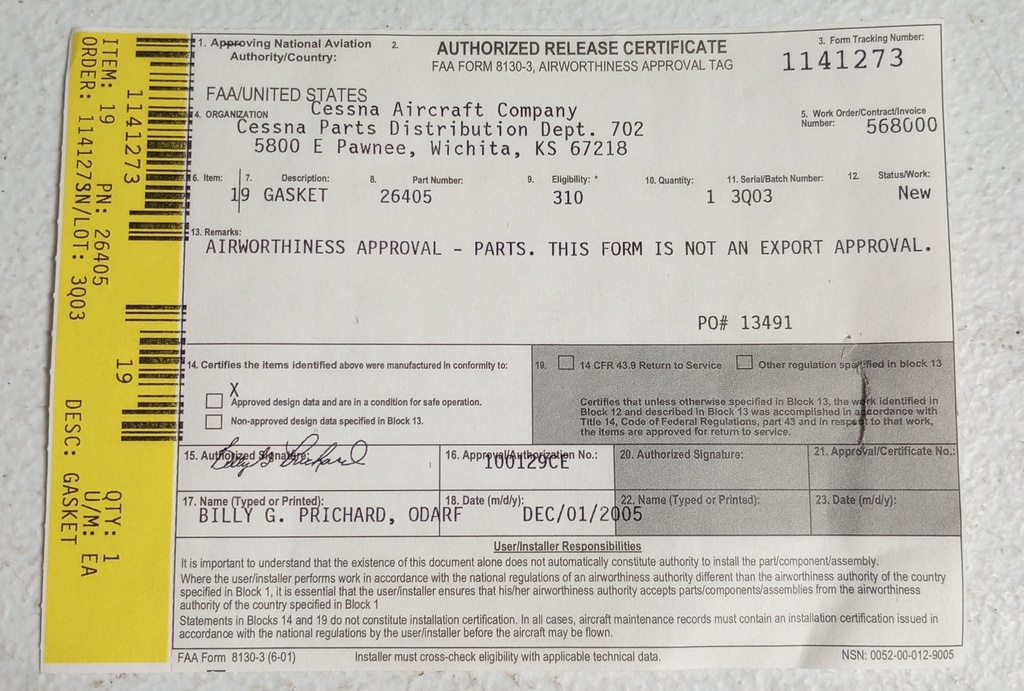 ITEM: 19 PN: 26405
ORDER: 1141273 SN/LOT: 3Q03
1141273
19
QTY: 1
U/M: EA
DESC: GASKET
1. Approving National Aviation
Authority/Country:
2.
AUTHORIZED RELEASE CERTIFICATE
FAA FORM 8130-3, AIRWORTHINESS APPROVAL TAG
3. Form Tracking Number:
1141273
FAA/UNITED STATES
4. ORGANIZATION
Cessna Aircraft Company
Cessna Parts Distribution Dept. 702
5800 E Pawnee, Wichita, KS 67218
5. Work Order/Contract/Invoice
Number: 568000
6. Item: 7. Description: 8. Part Number: 9. Eligibility: * 10. Quantity: 11. Serial/Batch Number: 12. Status/Work:
19 GASKET 26405 310 1 3Q03 New
13. Remarks:
AIRWORTHINESS APPROVAL - PARTS. THIS FORM IS NOT AN EXPORT APPROVAL.
PO# 13491
14. Certifies the items identified above were manufactured in conformity to:
X
Approved design data and are in a condition for safe operation.
Non-approved design data specified in Block 13.
19. 14 CFR 43.9 Return to Service Other regulation specified in block 13
Certifies that unless otherwise specified in Block 13, the work identified in
Block 12 and described in Block 13 was accomplished in accordance with
Title 14, Code of Federal Regulations, part 43 and in respect to that work,
the items are approved for return to service.
15. Authorized Signature:
Billy G Prichard
16. Approval/Authorization No.:
100129CE
20. Authorized Signature:
21. Approval/Certificate No.:
17. Name (Typed or Printed):
BILLY G. PRICHARD, ODARF
18. Date (m/d/y):
DEC/01/2005
22. Name (Typed or Printed):
23. Date (m/d/y):
User/Installer Responsibilities
It is important to understand that the existence of this document alone does not automatically constitute authority to install the part/component/assembly.
Where the user/installer performs work in accordance with the national regulations of an airworthiness authority different than the airworthiness authority of the country
specified in Block 1, it is essential that the user/installer ensures that his/her airworthiness authority accepts parts/components/assemblies from the airworthiness
authority of the country specified in Block 1
Statements in Blocks 14 and 19 do not constitute installation certification. In all cases, aircraft maintenance records must contain an installation certification issued in
accordance with the national regulations by the user/installer before the aircraft may be flown.
FAA Form 8130-3 (6-01) Installer must cross-check eligibility with applicable technical data. NSN: 0052-00-012-9005